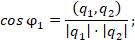 cos φ₁ = (q₁, q₂) / |q₁| · |q₂| ;